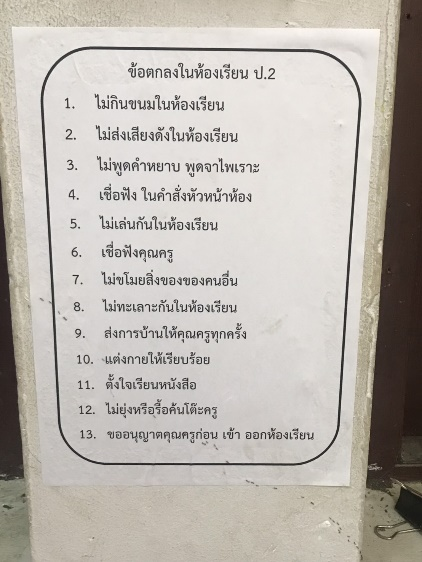 ข้อตกลงในห้องเรียน ป.2
1. ไม่กินขนมในห้องเรียน
2. ไม่ส่งเสียงดังในห้องเรียน
3. ไม่พูดคำหยาบ พูดจาไพเราะ
4. เชื่อฟัง ในคำสั่งหัวหน้าห้อง
5. ไม่เล่นกันในห้องเรียน
6. เชื่อฟังคุณครู
7. ไม่ขโมยสิ่งของของคนอื่น
8. ไม่ทะเลาะกันในห้องเรียน
9. ส่งการบ้านให้คุณครูทุกครั้ง
10. แต่งกายให้เรียบร้อย
11. ตั้งใจเรียนหนังสือ
12. ไม่ยุ่งหรือรื้อค้นโต๊ะครู
13. ขออนุญาตคุณครูก่อน เข้า ออกห้องเรียน